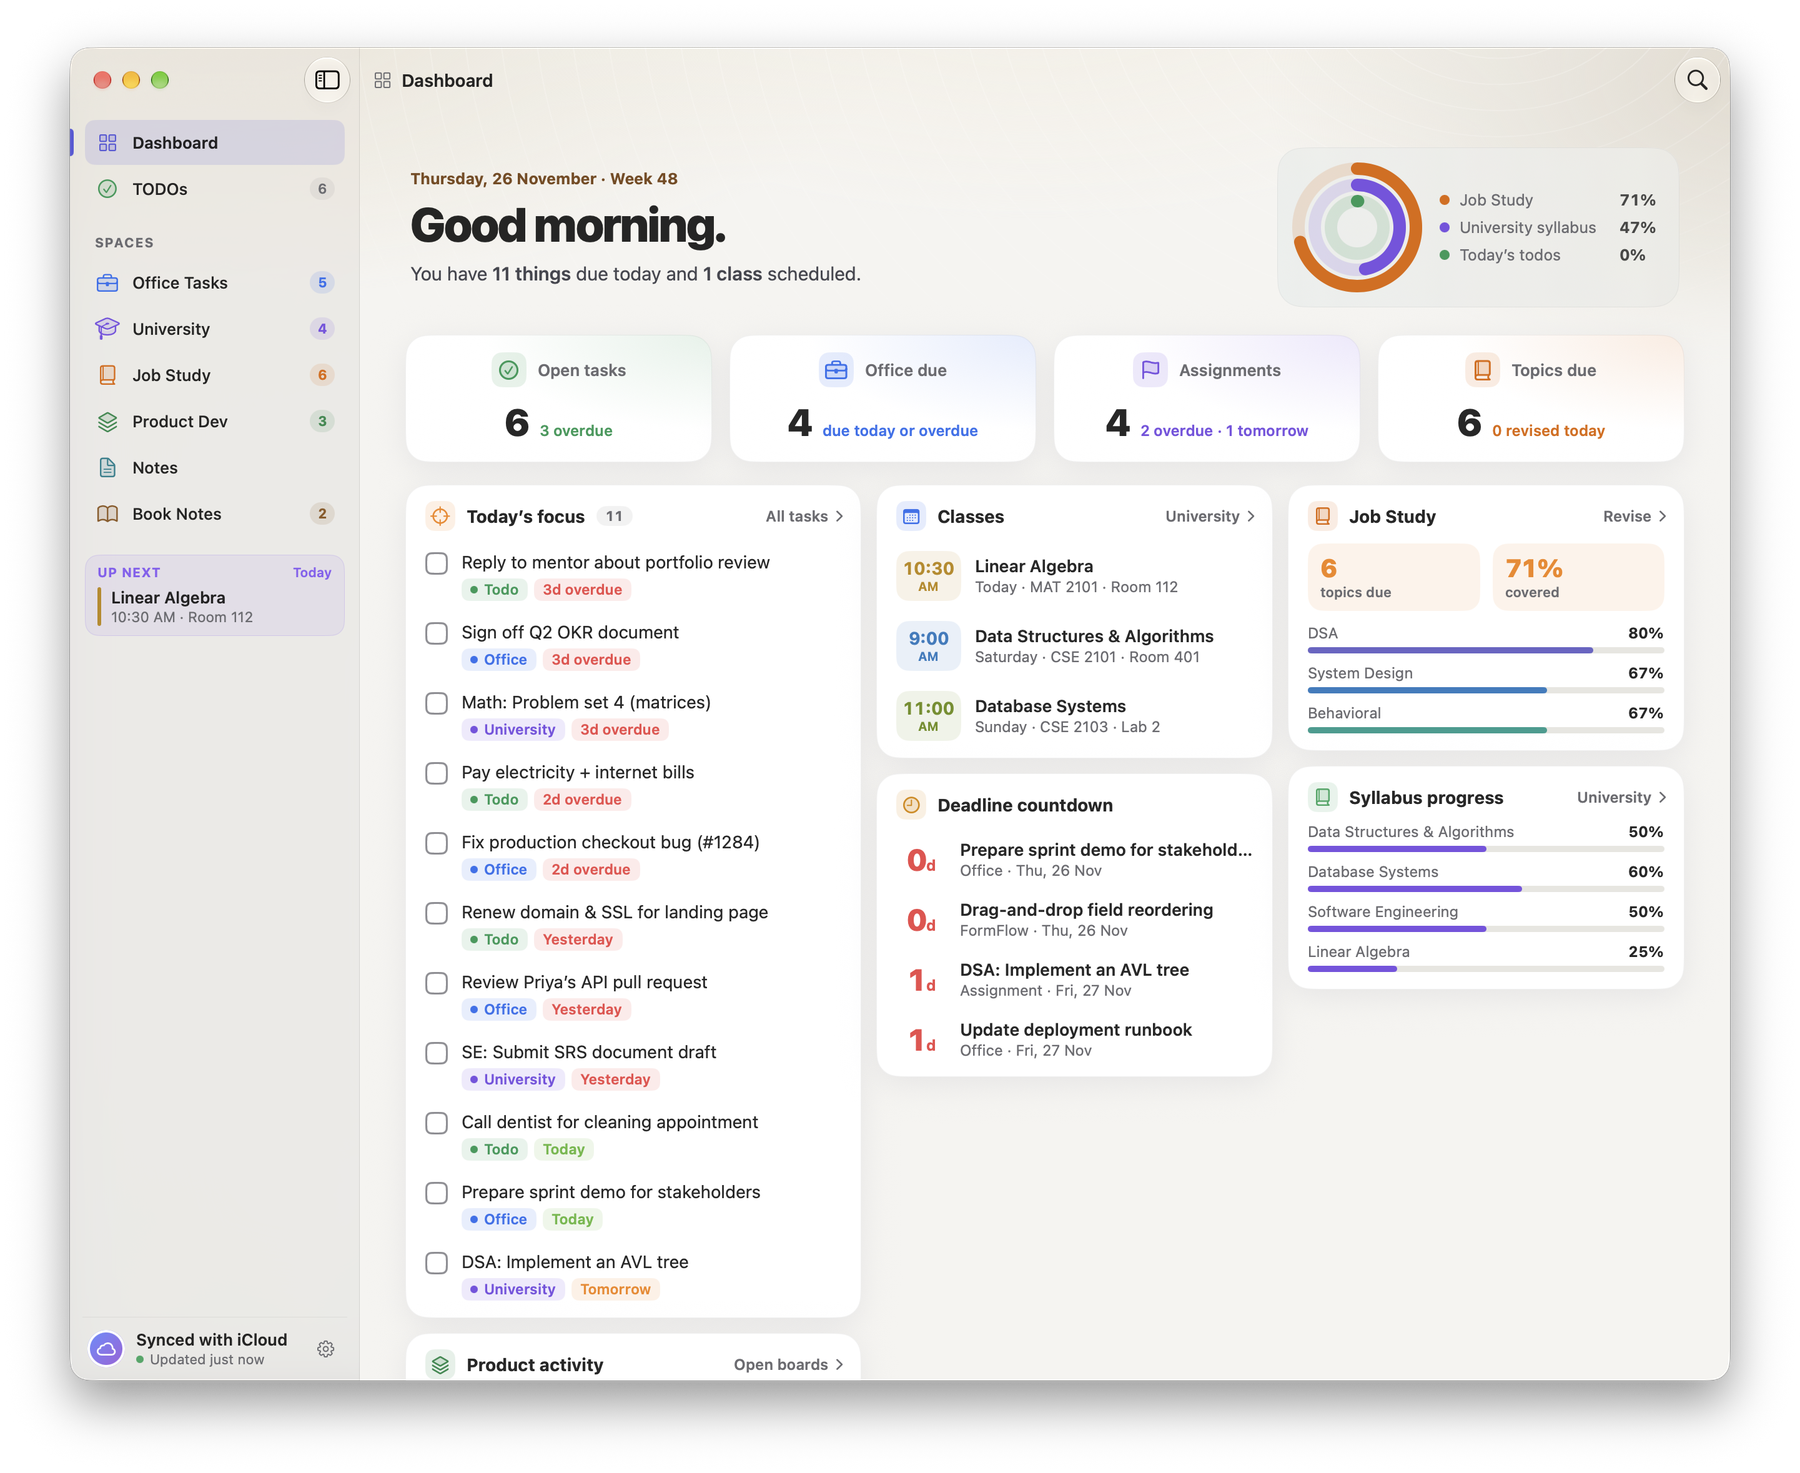 Dashboard
TODOs 6
SPACES
Office Tasks 5
University 4
Job Study 6
Product Dev 3
Notes
Book Notes 2
UP NEXT Today
Linear Algebra
10:30 AM · Room 112
Synced with iCloud
Updated just now
Dashboard
Thursday, 26 November · Week 48
Good morning.
You have 11 things due today and 1 class scheduled.
Job Study 71%
University syllabus 47%
Today's todos 0%
Open tasks
6 3 overdue
Office due
4 due today or overdue
Assignments
4 2 overdue · 1 tomorrow
Topics due
6 0 revised today
Today's focus 11 All tasks
Reply to mentor about portfolio review
Todo 3d overdue
Sign off Q2 OKR document
Office 3d overdue
Math: Problem set 4 (matrices)
University 3d overdue
Pay electricity + internet bills
Todo 2d overdue
Fix production checkout bug (#1284)
Office 2d overdue
Renew domain & SSL for landing page
Todo Yesterday
Review Priya's API pull request
Office Yesterday
SE: Submit SRS document draft
University Yesterday
Call dentist for cleaning appointment
Todo Today
Prepare sprint demo for stakeholders
Office Today
DSA: Implement an AVL tree
University Tomorrow
Product activity Open boards
Classes University
10:30 AM
Linear Algebra
Today · MAT 2101 · Room 112
9:00 AM
Data Structures & Algorithms
Saturday · CSE 2101 · Room 401
11:00 AM
Database Systems
Sunday · CSE 2103 · Lab 2
Deadline countdown
0d
Prepare sprint demo for stakehold...
Office · Thu, 26 Nov
0d
Drag-and-drop field reordering
FormFlow · Thu, 26 Nov
1d
DSA: Implement an AVL tree
Assignment · Fri, 27 Nov
1d
Update deployment runbook
Office · Fri, 27 Nov
Job Study Revise
6
topics due
71%
covered
DSA 80%
System Design 67%
Behavioral 67%
Syllabus progress University
Data Structures & Algorithms 50%
Database Systems 60%
Software Engineering 50%
Linear Algebra 25%